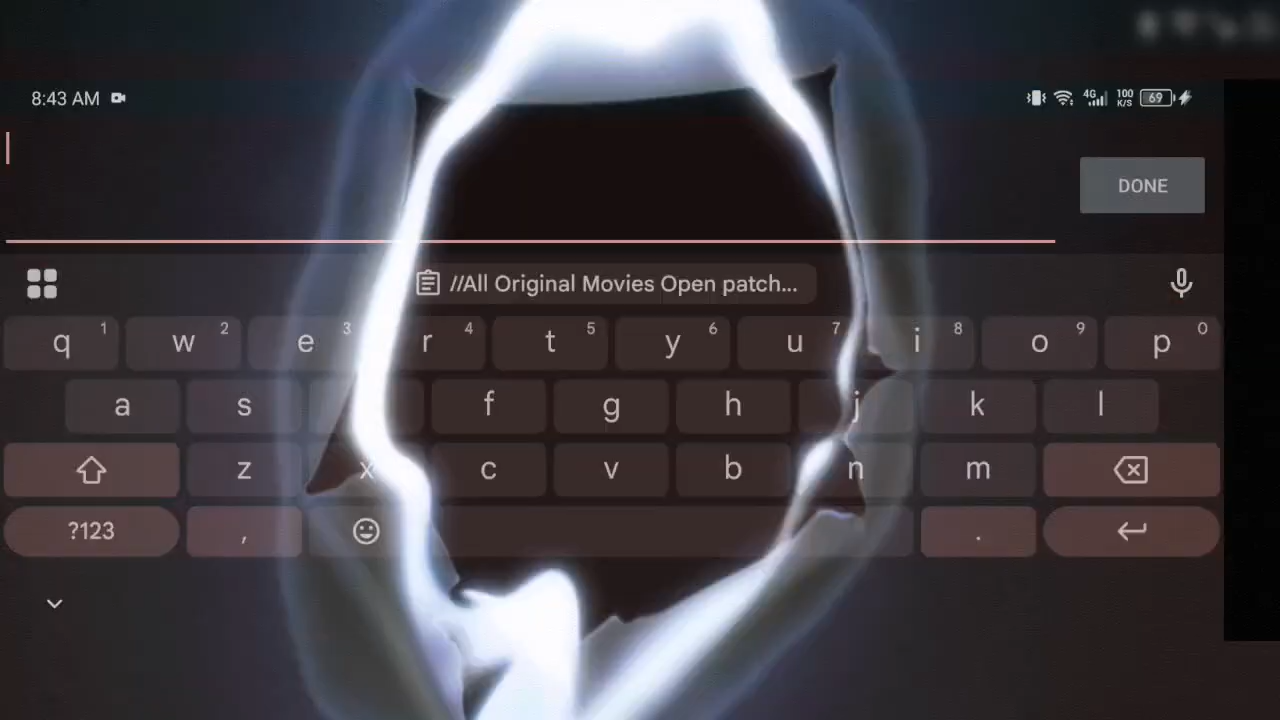 8:43 AM
4G 100 K/S 69
DONE
//All Original Movies Open patch...
q 1 w 2 e 3 r 4 t 5 y 6 u 7 i 8 o 9 p 0
a s f g h j k l
z x c v b n m
?123 , .